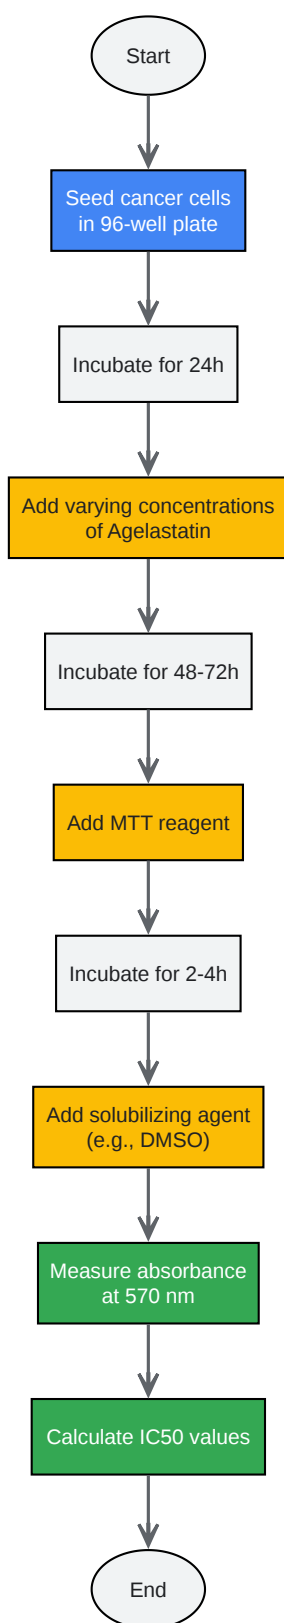 Start
Seed cancer cells
in 96-well plate
Incubate for 24h
Add varying concentrations
of Agelastatin
Incubate for 48-72h
Add MTT reagent
Incubate for 2-4h
Add solubilizing agent
(e.g., DMSO)
Measure absorbance
at 570 nm
Calculate IC50 values
End